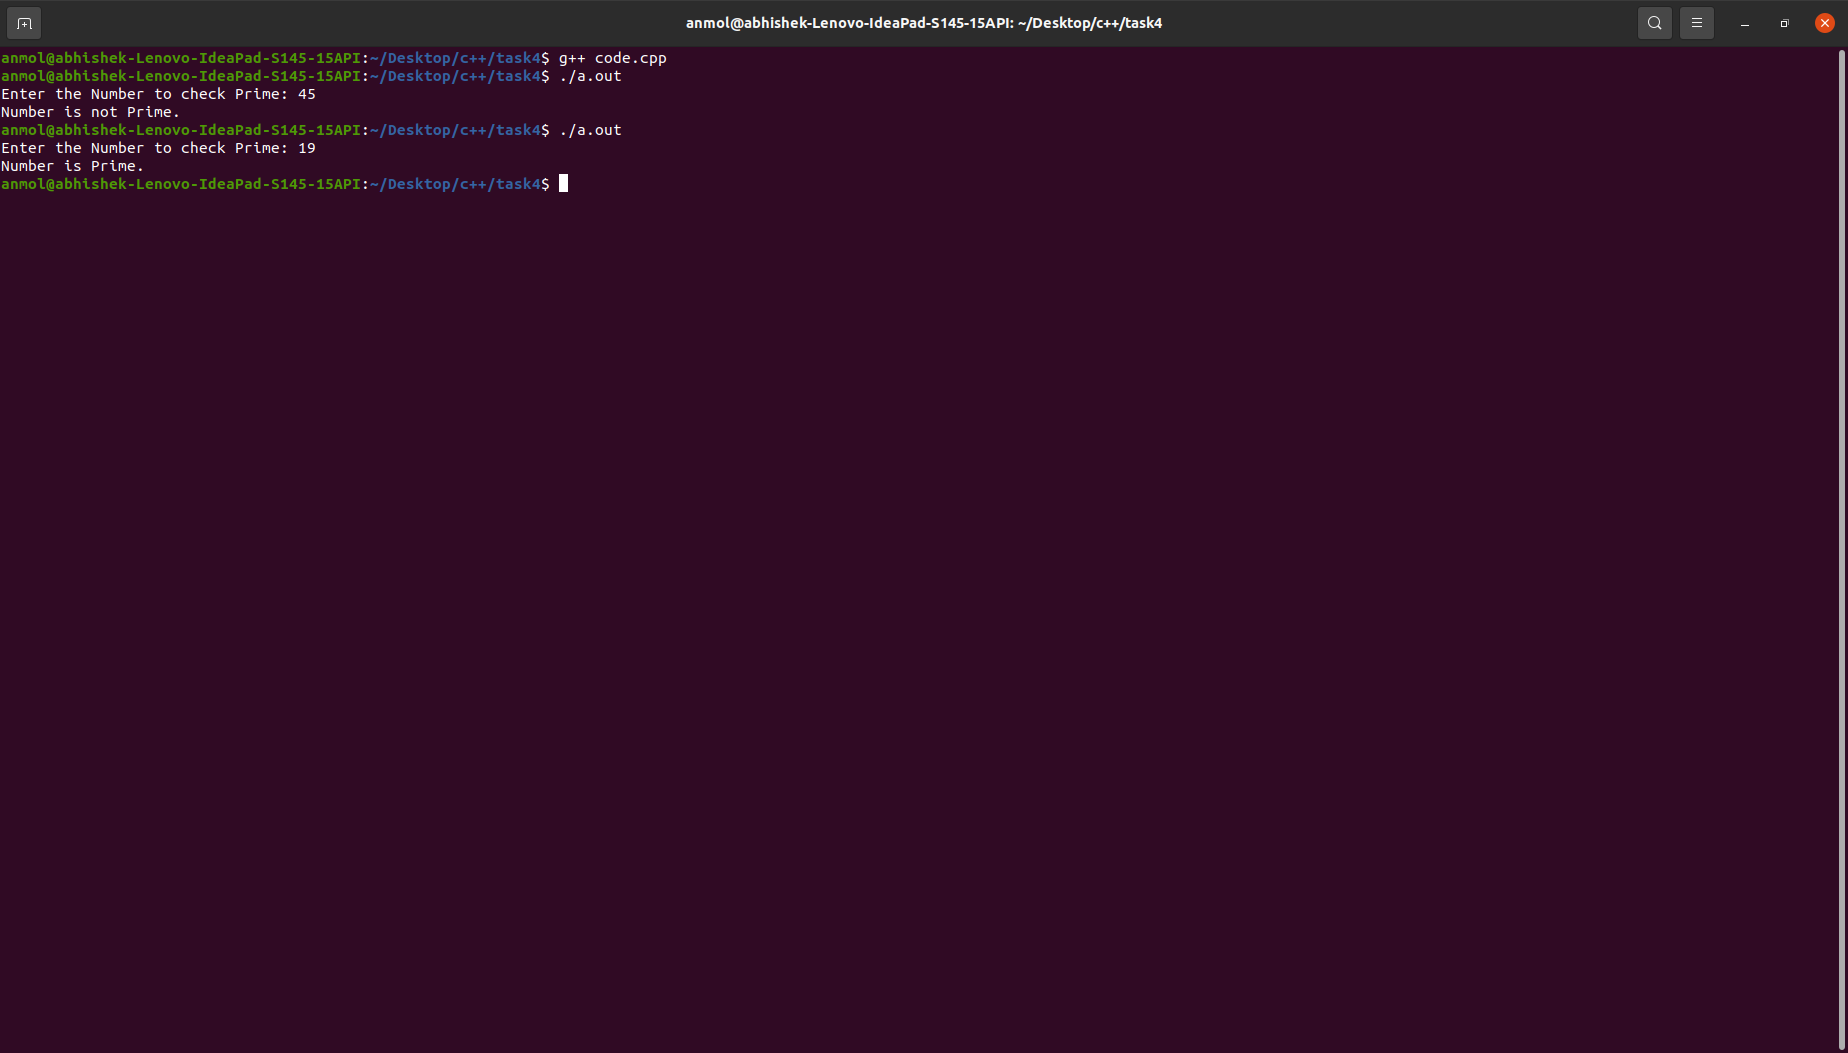 anmol@abhishek-Lenovo-IdeaPad-S145-15API: ~/Desktop/c++/task4
anmol@abhishek-Lenovo-IdeaPad-S145-15API:~/Desktop/c++/task4$ g++ code.cpp
anmol@abhishek-Lenovo-IdeaPad-S145-15API:~/Desktop/c++/task4$ ./a.out
Enter the Number to check Prime: 45
Number is not Prime.
anmol@abhishek-Lenovo-IdeaPad-S145-15API:~/Desktop/c++/task4$ ./a.out
Enter the Number to check Prime: 19
Number is Prime.
anmol@abhishek-Lenovo-IdeaPad-S145-15API:~/Desktop/c++/task4$